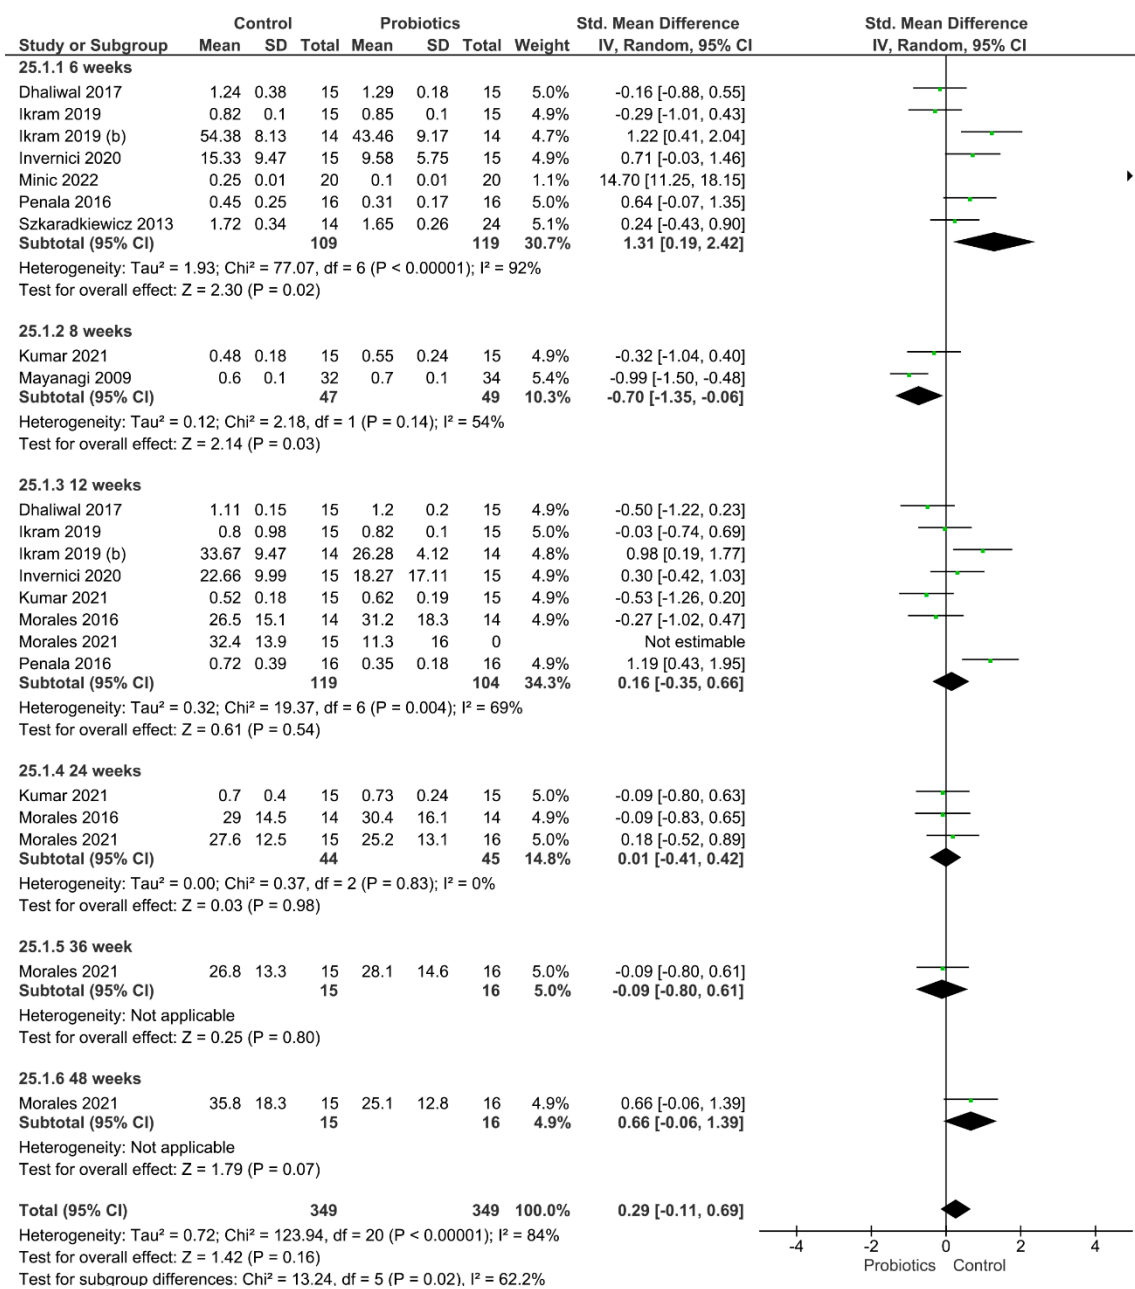 Control Probiotics Std. Mean Difference Std. Mean Difference
Study or Subgroup Mean SD Total Mean SD Total Weight IV, Random, 95% CI IV, Random, 95% CI
25.1.1 6 weeks
Dhaliwal 2017 1.24 0.38 15 1.29 0.18 15 5.0% -0.16 [-0.88, 0.55]
Ikram 2019 0.82 0.1 15 0.85 0.1 15 4.9% -0.29 [-1.01, 0.43]
Ikram 2019 (b) 54.38 8.13 14 43.46 9.17 14 4.7% 1.22 [0.41, 2.04]
Invernici 2020 15.33 9.47 15 9.58 5.75 15 4.9% 0.71 [-0.03, 1.46]
Minic 2022 0.25 0.01 20 0.1 0.01 20 1.1% 14.70 [11.25, 18.15]
Penala 2016 0.45 0.25 16 0.31 0.17 16 5.0% 0.64 [-0.07, 1.35]
Szkaradkiewicz 2013 1.72 0.34 14 1.65 0.26 24 5.1% 0.24 [-0.43, 0.90]
Subtotal (95% CI) 109 119 30.7% 1.31 [0.19, 2.42]
Heterogeneity: Tau² = 1.93; Chi² = 77.07, df = 6 (P < 0.00001); I² = 92%
Test for overall effect: Z = 2.30 (P = 0.02)
25.1.2 8 weeks
Kumar 2021 0.48 0.18 15 0.55 0.24 15 4.9% -0.32 [-1.04, 0.40]
Mayanagi 2009 0.6 0.1 32 0.7 0.1 34 5.4% -0.99 [-1.50, -0.48]
Subtotal (95% CI) 47 49 10.3% -0.70 [-1.35, -0.06]
Heterogeneity: Tau² = 0.12; Chi² = 2.18, df = 1 (P = 0.14); I² = 54%
Test for overall effect: Z = 2.14 (P = 0.03)
25.1.3 12 weeks
Dhaliwal 2017 1.11 0.15 15 1.2 0.2 15 4.9% -0.50 [-1.22, 0.23]
Ikram 2019 0.8 0.98 15 0.82 0.1 15 5.0% -0.03 [-0.74, 0.69]
Ikram 2019 (b) 33.67 9.47 14 26.28 4.12 14 4.8% 0.98 [0.19, 1.77]
Invernici 2020 22.66 9.99 15 18.27 17.11 15 4.9% 0.30 [-0.42, 1.03]
Kumar 2021 0.52 0.18 15 0.62 0.19 15 4.9% -0.53 [-1.26, 0.20]
Morales 2016 26.5 15.1 14 31.2 18.3 14 4.9% -0.27 [-1.02, 0.47]
Morales 2021 32.4 13.9 15 11.3 16 0 Not estimable
Penala 2016 0.72 0.39 16 0.35 0.18 16 4.9% 1.19 [0.43, 1.95]
Subtotal (95% CI) 119 104 34.3% 0.16 [-0.35, 0.66]
Heterogeneity: Tau² = 0.32; Chi² = 19.37, df = 6 (P = 0.004); I² = 69%
Test for overall effect: Z = 0.61 (P = 0.54)
25.1.4 24 weeks
Kumar 2021 0.7 0.4 15 0.73 0.24 15 5.0% -0.09 [-0.80, 0.63]
Morales 2016 29 14.5 14 30.4 16.1 14 4.9% -0.09 [-0.83, 0.65]
Morales 2021 27.6 12.5 15 25.2 13.1 16 5.0% 0.18 [-0.52, 0.89]
Subtotal (95% CI) 44 45 14.8% 0.01 [-0.41, 0.42]
Heterogeneity: Tau² = 0.00; Chi² = 0.37, df = 2 (P = 0.83); I² = 0%
Test for overall effect: Z = 0.03 (P = 0.98)
25.1.5 36 week
Morales 2021 26.8 13.3 15 28.1 14.6 16 5.0% -0.09 [-0.80, 0.61]
Subtotal (95% CI) 15 16 5.0% -0.09 [-0.80, 0.61]
Heterogeneity: Not applicable
Test for overall effect: Z = 0.25 (P = 0.80)
25.1.6 48 weeks
Morales 2021 35.8 18.3 15 25.1 12.8 16 4.9% 0.66 [-0.06, 1.39]
Subtotal (95% CI) 15 16 4.9% 0.66 [-0.06, 1.39]
Heterogeneity: Not applicable
Test for overall effect: Z = 1.79 (P = 0.07)
Total (95% CI) 349 349 100.0% 0.29 [-0.11, 0.69]
Heterogeneity: Tau² = 0.72; Chi² = 123.94, df = 20 (P < 0.00001); I² = 84%
Test for overall effect: Z = 1.42 (P = 0.16)
Test for subgroup differences: Chi² = 13.24, df = 5 (P = 0.02), I² = 62.2%
-4 -2 0 2 4
Probiotics Control